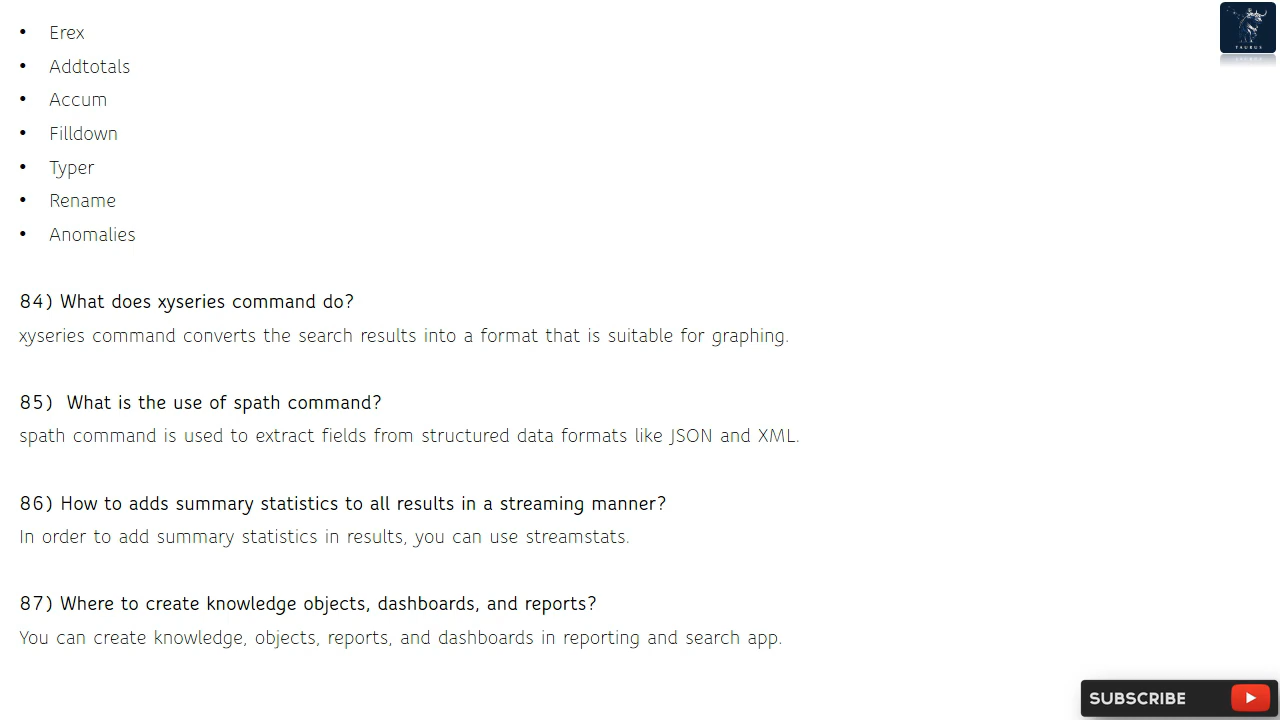 • Erex
• Addtotals
• Accum
• Filldown
• Typer
• Rename
• Anomalies
84) What does xyseries command do?
xyseries command converts the search results into a format that is suitable for graphing.
85)  What is the use of spath command?
spath command is used to extract fields from structured data formats like JSON and XML.
86) How to adds summary statistics to all results in a streaming manner?
In order to add summary statistics in results, you can use streamstats.
87) Where to create knowledge objects, dashboards, and reports?
You can create knowledge, objects, reports, and dashboards in reporting and search app.
TAURUS
SUBSCRIBE